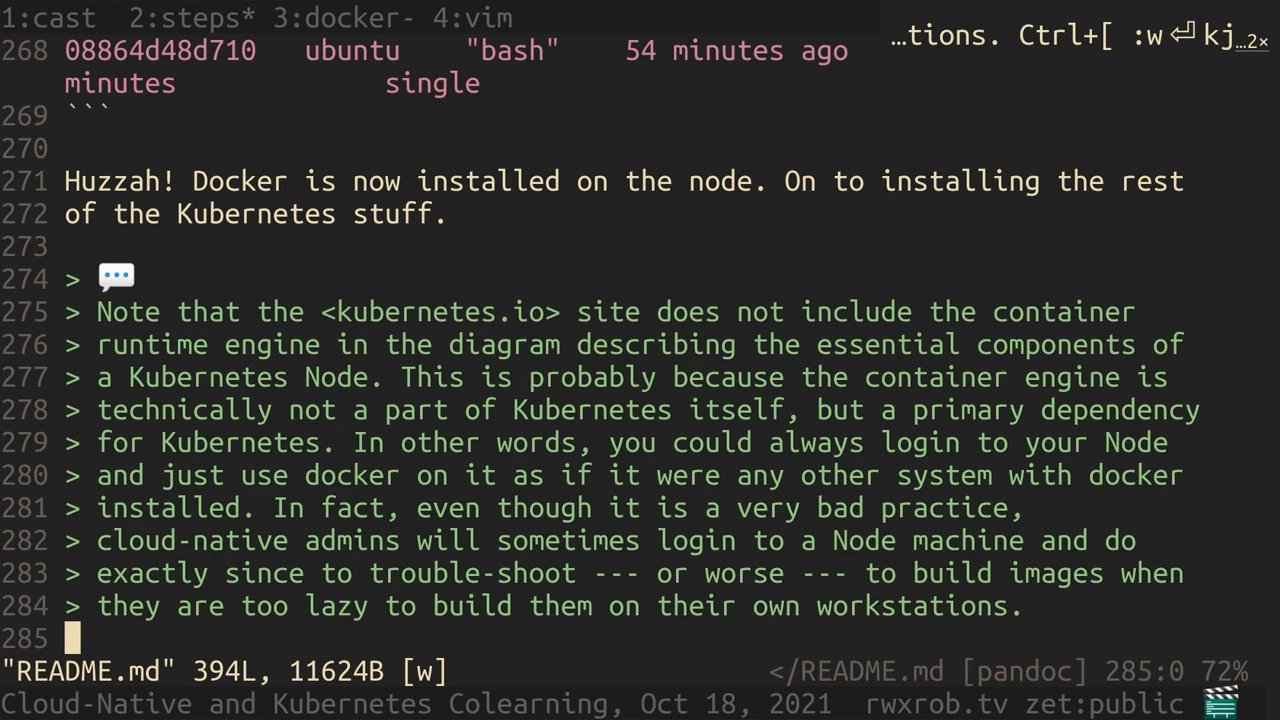 1:cast  2:steps* 3:docker- 4:vim
…tions. Ctrl+[ :w⏎kj…2×
268 08864d48d710   ubuntu    "bash"    54 minutes ago
minutes             single
269 ```
270
271 Huzzah! Docker is now installed on the node. On to installing the rest
272 of the Kubernetes stuff.
273
274 > 💬
275 > Note that the <kubernetes.io> site does not include the container
276 > runtime engine in the diagram describing the essential components of
277 > a Kubernetes Node. This is probably because the container engine is
278 > technically not a part of Kubernetes itself, but a primary dependency
279 > for Kubernetes. In other words, you could always login to your Node
280 > and just use docker on it as if it were any other system with docker
281 > installed. In fact, even though it is a very bad practice,
282 > cloud-native admins will sometimes login to a Node machine and do
283 > exactly since to trouble-shoot --- or worse --- to build images when
284 > they are too lazy to build them on their own workstations.
285
"README.md" 394L, 11624B [w]                    </README.md [pandoc] 285:0 72%
Cloud-Native and Kubernetes Colearning, Oct 18, 2021  rwxrob.tv zet:public 🎬